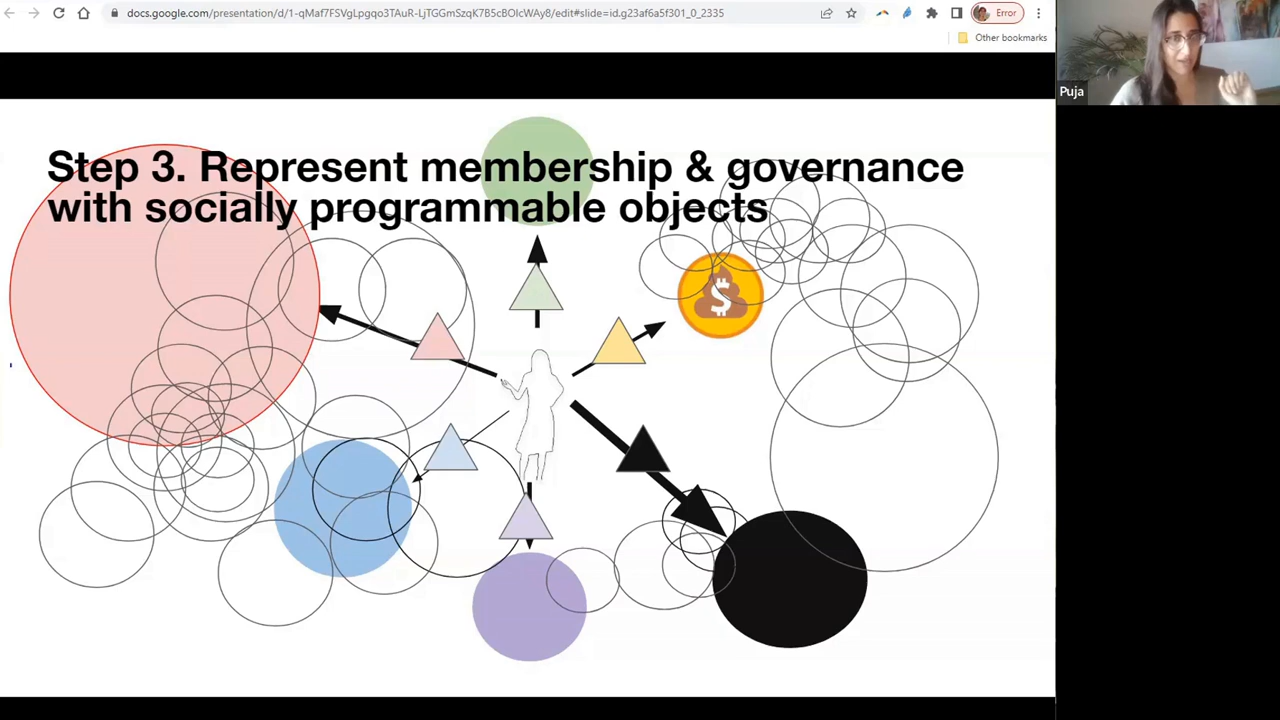 docs.google.com/presentation/d/1-qMaf7FSVgLpgqo3TAuR-LjTGGmSzqK7B5cBOIcWAy8/edit#slide=id.g23af6a5f301_0_2335
Error
Other bookmarks
Puja
Step 3. Represent membership & governance
with socially programmable objects
$